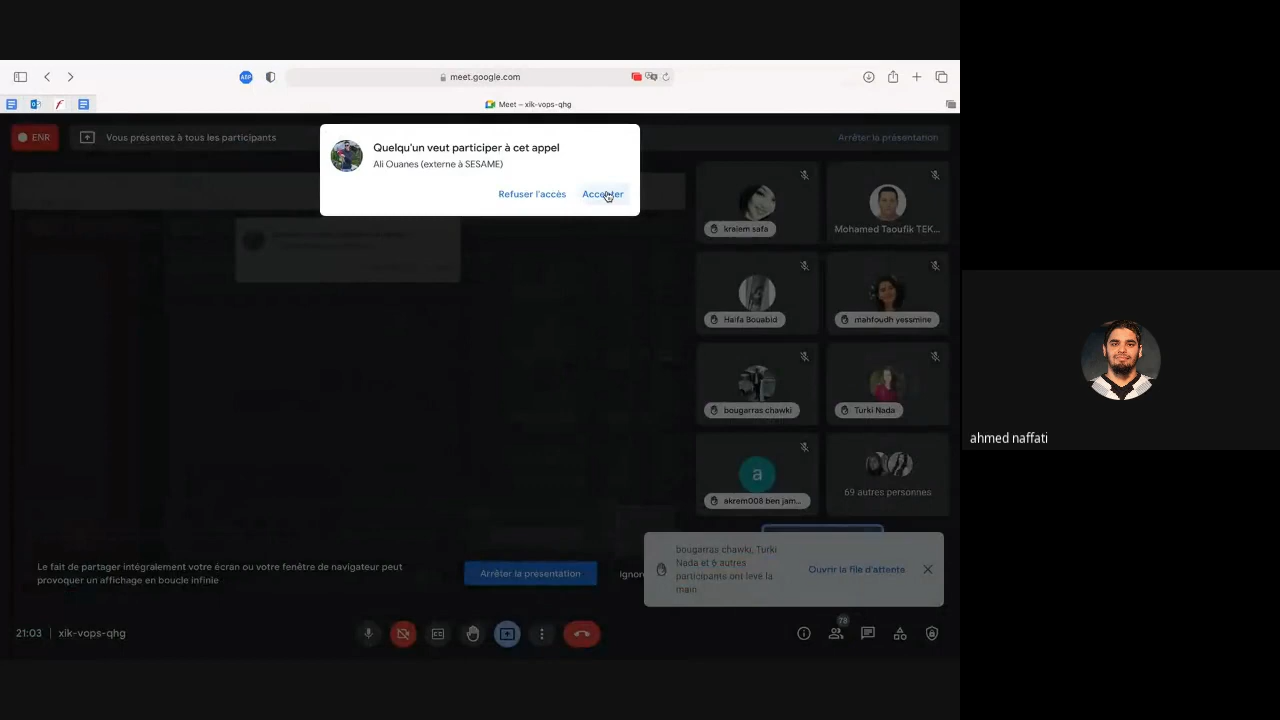 ABP
meet.google.com
Meet – xik-vops-qhg
ENR
Vous présentez à tous les participants
Arrêter la présentation
Quelqu'un veut participer à cet appel
Ali Ouanes (externe à SESAME)
Refuser l'accès
Accepter
kraiem safa
Mohamed Taoufik TEK...
Haifa Bouabid
mahfoudh yessmine
bougarras chawki
Turki Nada
a
akrem008 ben jam...
69 autres personnes
Le fait de partager intégralement votre écran ou votre fenêtre de navigateur peut
provoquer un affichage en boucle infinie
Arrêter la présentation
Ignor
bougarras chawki, Turki
Nada et 6 autres
participants ont levé la
main
Ouvrir la file d'attente
21:03
xik-vops-qhg
CC
78
ahmed naffati